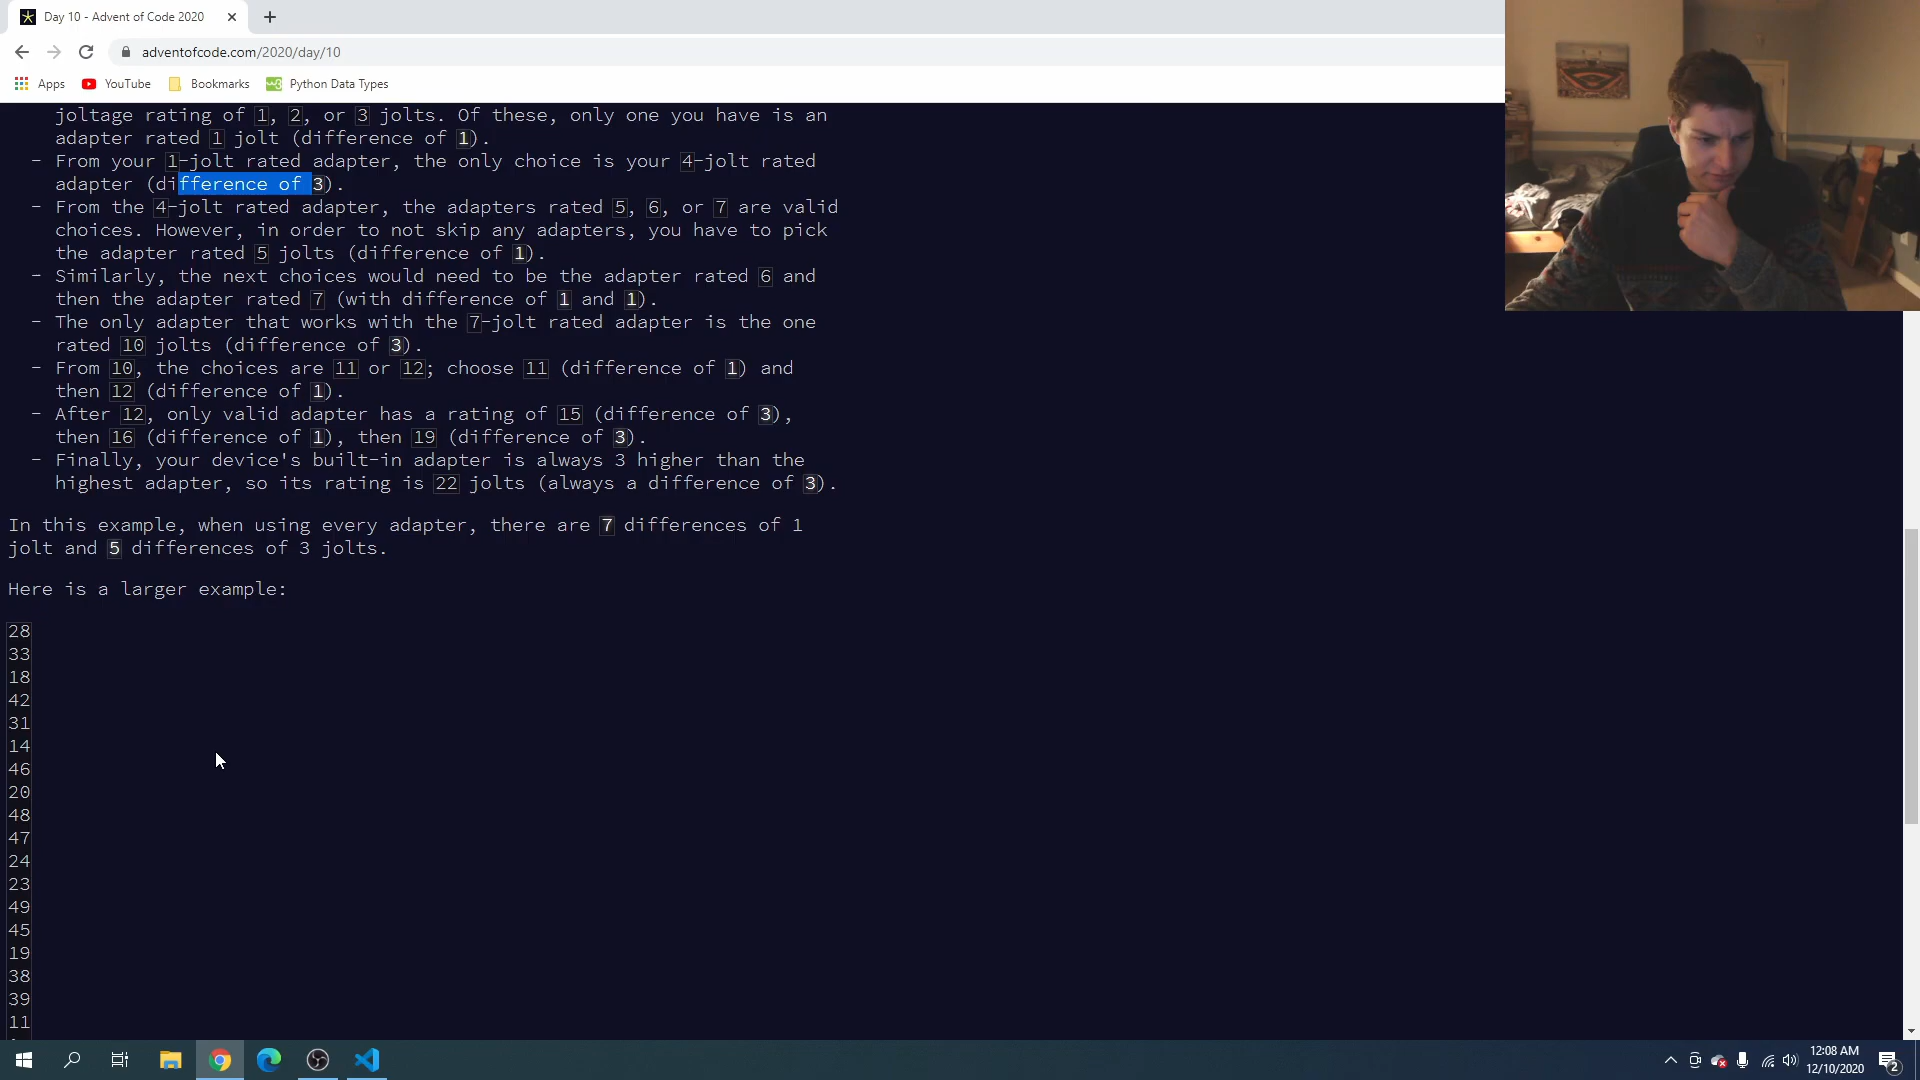 Day 10 - Advent of Code 2020
adventofcode.com/2020/day/10
Apps YouTube Bookmarks Python Data Types
joltage rating of 1, 2, or 3 jolts. Of these, only one you have is an
adapter rated 1 jolt (difference of 1).
- From your 1-jolt rated adapter, the only choice is your 4-jolt rated
adapter (difference of 3).
- From the 4-jolt rated adapter, the adapters rated 5, 6, or 7 are valid
choices. However, in order to not skip any adapters, you have to pick
the adapter rated 5 jolts (difference of 1).
- Similarly, the next choices would need to be the adapter rated 6 and
then the adapter rated 7 (with difference of 1 and 1).
- The only adapter that works with the 7-jolt rated adapter is the one
rated 10 jolts (difference of 3).
- From 10, the choices are 11 or 12; choose 11 (difference of 1) and
then 12 (difference of 1).
- After 12, only valid adapter has a rating of 15 (difference of 3),
then 16 (difference of 1), then 19 (difference of 3).
- Finally, your device's built-in adapter is always 3 higher than the
highest adapter, so its rating is 22 jolts (always a difference of 3).
In this example, when using every adapter, there are 7 differences of 1
jolt and 5 differences of 3 jolts.
Here is a larger example:
28
33
18
42
31
14
46
20
48
47
24
23
49
45
19
38
39
11
12:08 AM
12/10/2020
2